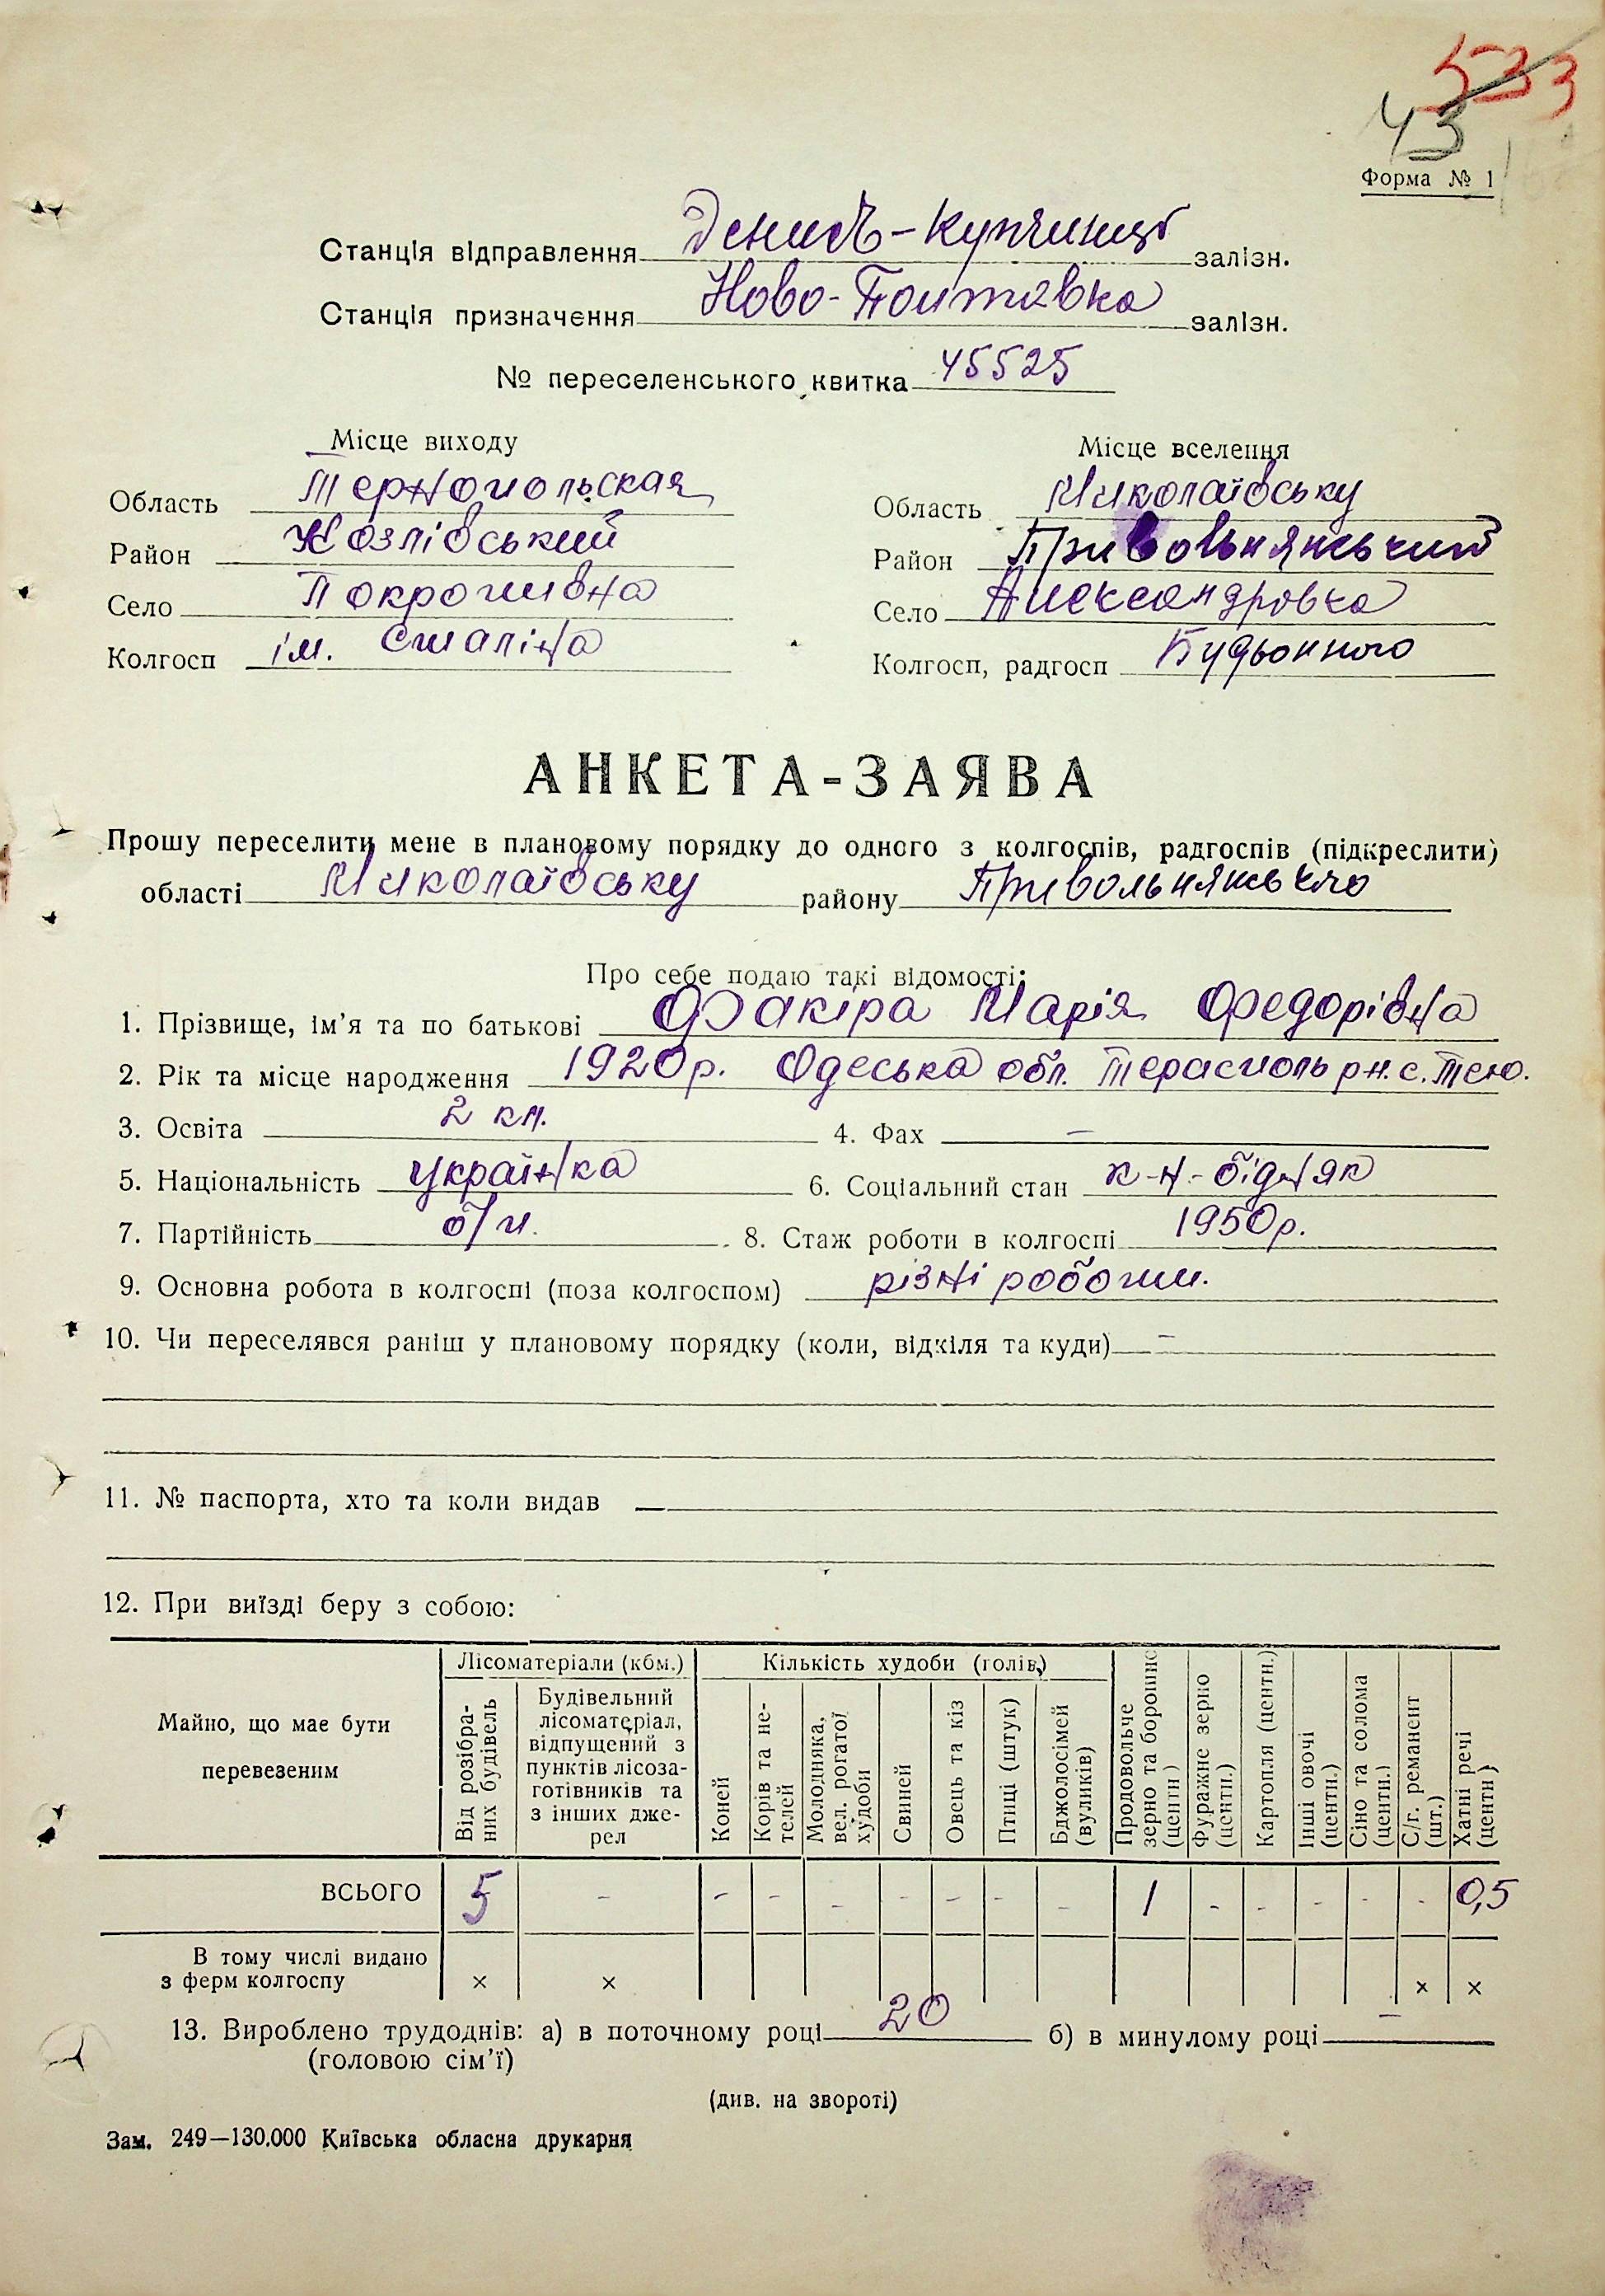 533
43
Форма № 1
Станція відправлення Денисів-Купчинці залізн.
Станція призначення Ново-Полтавка залізн.
№ переселенського квитка 45525
Місце виходу
Область Тернопольская
Район Козлівський
Село Покропивна
Колгосп ім. Сталіна
Місце вселення
Область Миколаївську
Район Привольнянський
Село Александровка
Колгосп, радгосп Будьонного
АНКЕТА-ЗАЯВА
Прошу переселити мене в плановому порядку до одного з колгоспів, радгоспів (підкреслити)
області Миколаївську району Привольнянсько
Про себе подаю такі відомості:
1. Прізвище, ім'я та по батькові Факіра Марія Федорівна
2. Рік та місце народження 1920р. Одеська обл. Тераспполь рн. с. Тею.
3. Освіта 2 кл. 4. Фах —
5. Національність українка 6. Соціальний стан к-н-бідняк
7. Партійність б/п. 8. Стаж роботи в колгоспі 1950р.
9. Основна робота в колгоспі (поза колгоспом) різні роботи.
10. Чи переселявся раніш у плановому порядку (коли, відкіля та куди) —
11. № паспорта, хто та коли видав —
12. При виїзді беру з собою:
Майно, що має бути перевезеним
Лісоматеріали (кбм.)
Від розібраних будівель
Будівельний лісоматеріал, відпущений з пунктів лісозаготівників та з інших джерел
Кількість худоби (голів)
Коней
Корів та нетелей
Молодняка, вел. рогатої худоби
Свиней
Овець та кіз
Птиці (штук)
Бджолосімей (вуликів)
Продовольче зерно та борошно (центн)
Фуражне зерно (центн.)
Картопля (центн.)
Інші овочі (центн.)
Сіно та солома (центн.)
С/г. реманент (шт.)
Хатні речі (центн)
ВСЬОГО 5 - - - - - - - - 1 - - - - - 0,5
В тому числі видано з ферм колгоспу × × × ×
13. Вироблено трудоднів: а) в поточному році 20 б) в минулому році —
(головою сім'ї)
(див. на звороті)
Зам. 249—130.000 Київська обласна друкарня